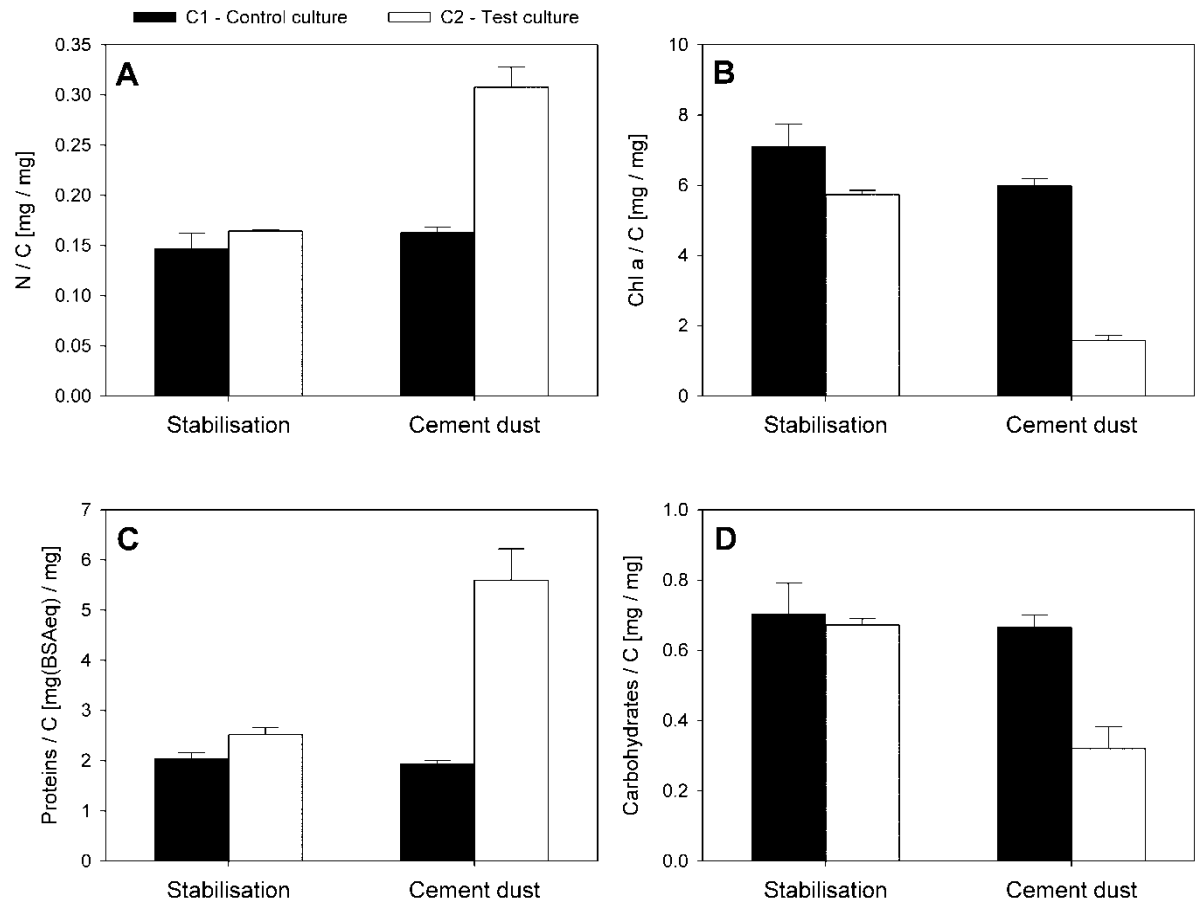 C1 - Control culture C2 - Test culture
A
N / C [mg / mg]
0.35
0.30
0.25
0.20
0.15
0.10
0.05
0.00
Stabilisation Cement dust
B
Chl a / C [mg / mg]
10
8
6
4
2
0
Stabilisation Cement dust
C
Proteins / C [mg(BSAeq) / mg]
7
6
5
4
3
2
1
0
Stabilisation Cement dust
D
Carbohydrates / C [mg / mg]
1.0
0.8
0.6
0.4
0.2
0.0
Stabilisation Cement dust